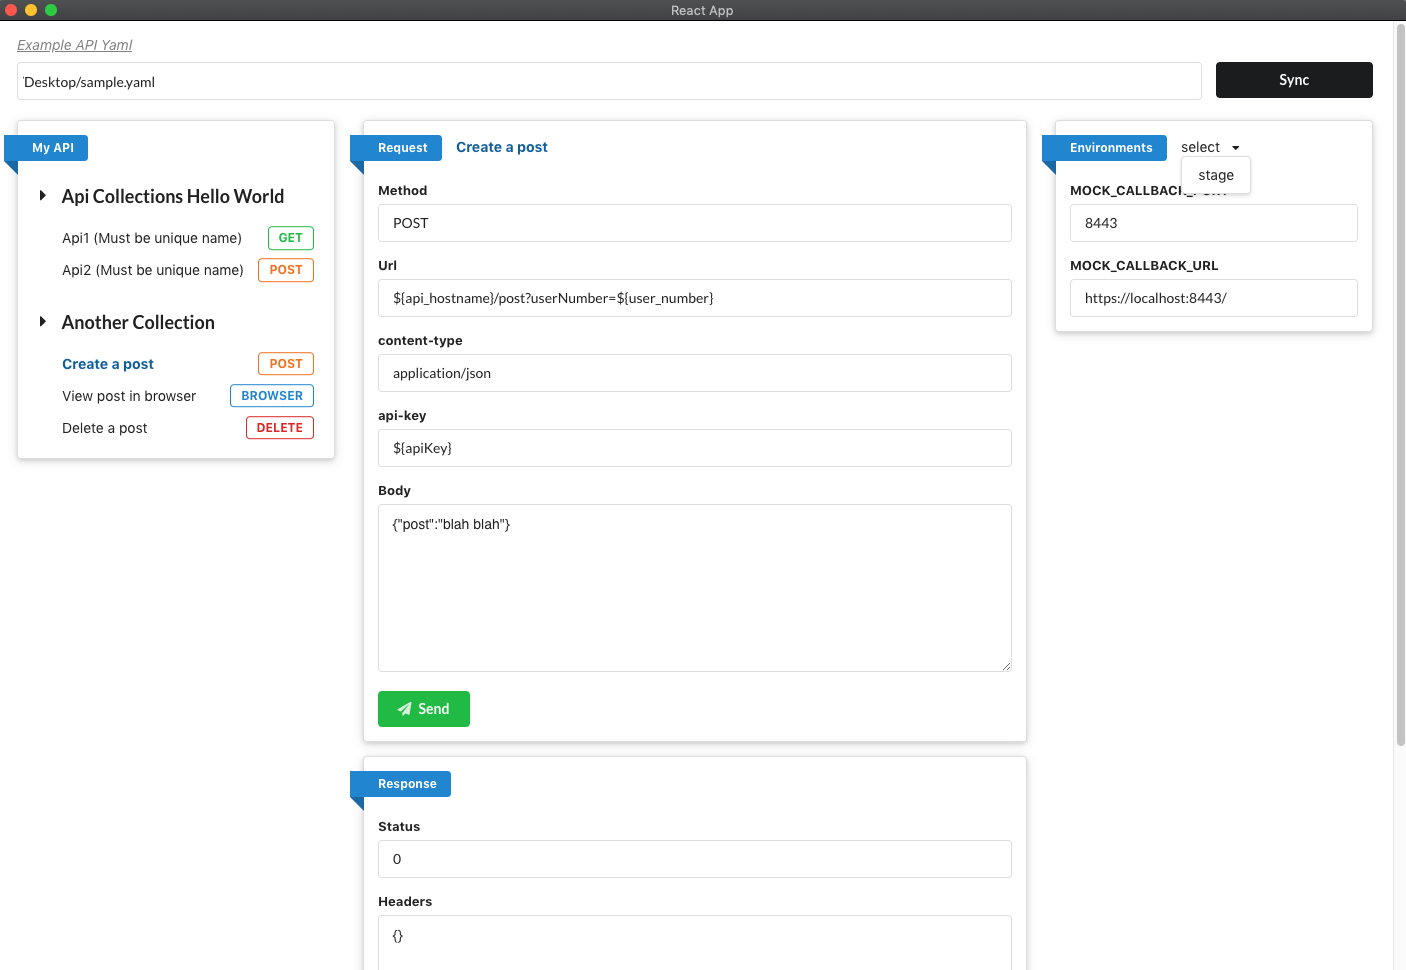 React App
Example API Yaml
/Desktop/sample.yaml
Sync
My API
Api Collections Hello World
Api1 (Must be unique name)
GET
Api2 (Must be unique name)
POST
Another Collection
Create a post
POST
View post in browser
BROWSER
Delete a post
DELETE
Request
Create a post
Method
POST
Url
${api_hostname}/post?userNumber=${user_number}
content-type
application/json
api-key
${apiKey}
Body
{"post":"blah blah"}
Send
Response
Status
0
Headers
{}
Environments
select
stage
MOCK_CALLBACK_PORT
8443
MOCK_CALLBACK_URL
https://localhost:8443/